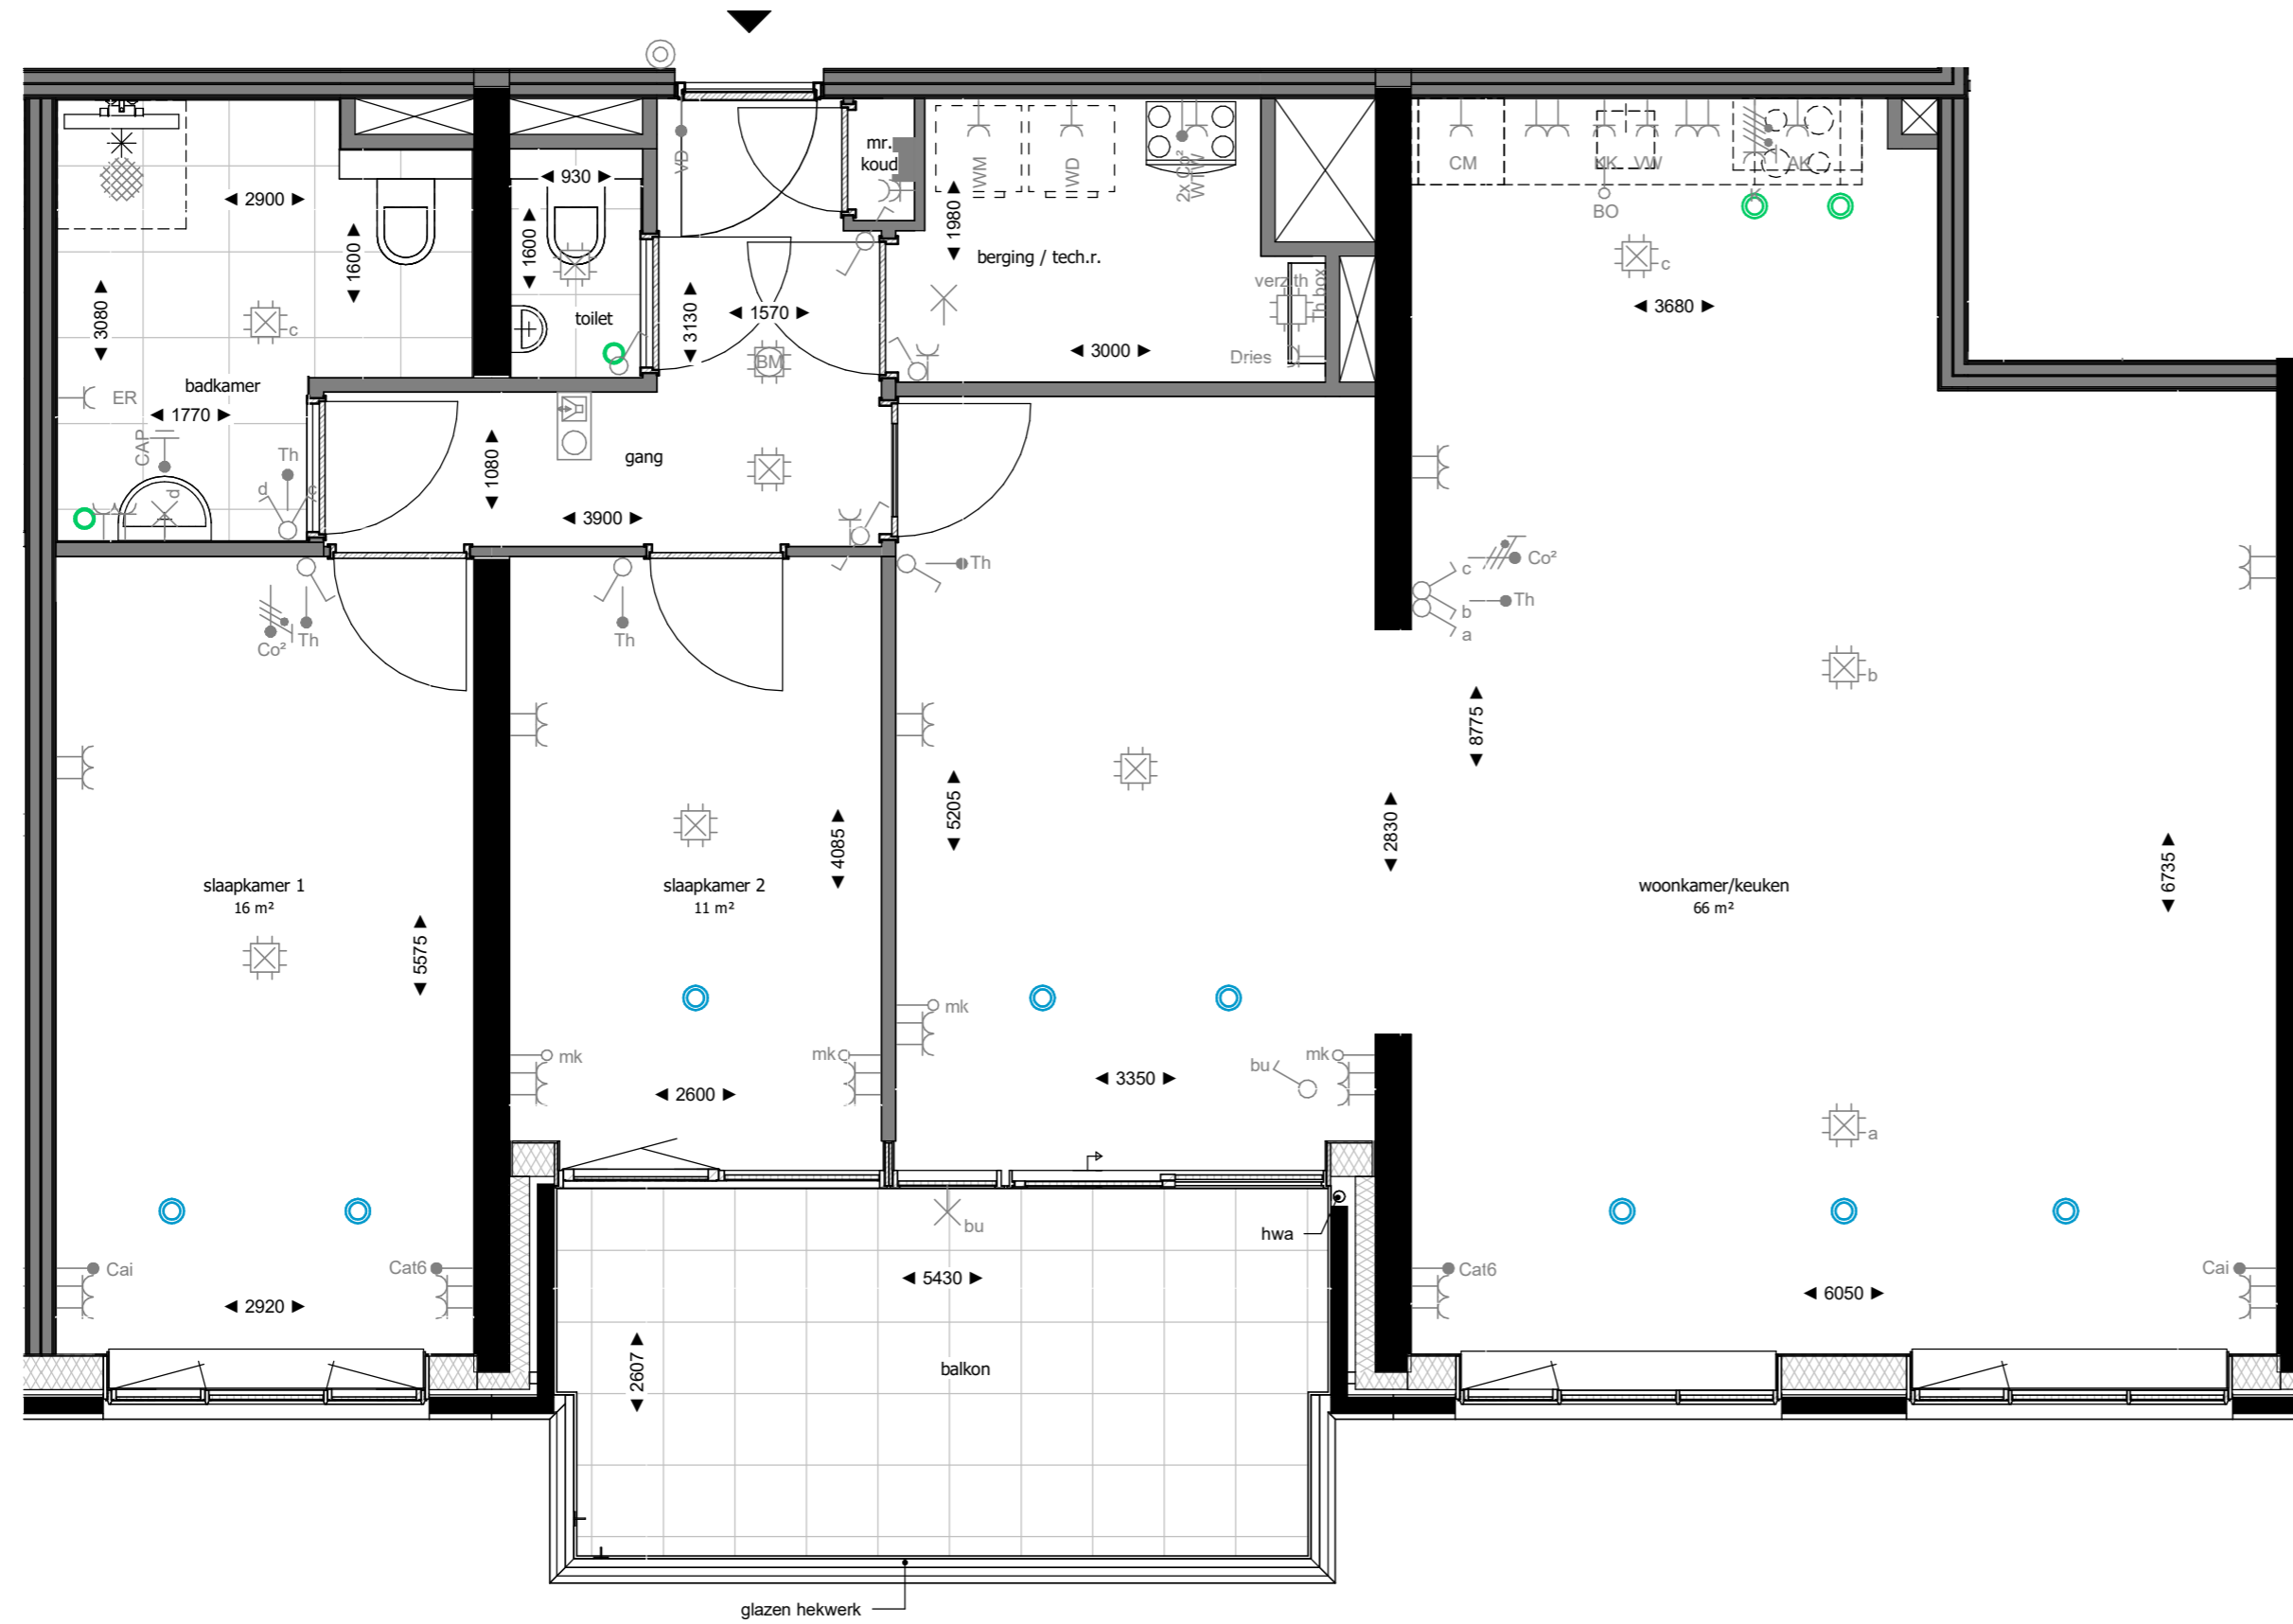 VD
mr.
koud
WM
WD
2x Co²
WTW
CM
KK
VW
AK
K
BO
c
◄ 2900 ►
◄ 930 ►
◄ 1600 ►
◄ 1600 ►
◄ 1980 ►
berging / tech.r.
verz.th
Th box
◄ 3680 ►
◄ 3080 ►
c
toilet
◄ 3130 ►
◄ 1570 ►
BM
◄ 3000 ►
Dries
badkamer
ER
◄ 1770 ►
CAP
Th
d
c
d
◄ 1080 ►
gang
◄ 3900 ►
Th
Co²
Th
Th
c
Co²
b
Th
a
b
◄ 8775 ►
◄ 5205 ►
◄ 4085 ►
◄ 2830 ►
◄ 6735 ►
slaapkamer 1
16 m²
slaapkamer 2
11 m²
woonkamer/keuken
66 m²
◄ 5575 ►
mk
mk
mk
mk
bu
◄ 2600 ►
◄ 3350 ►
a
bu
hwa
Cai
Cat6
◄ 5430 ►
Cat6
Cai
◄ 2920 ►
◄ 6050 ►
◄ 2607 ►
balkon
glazen hekwerk